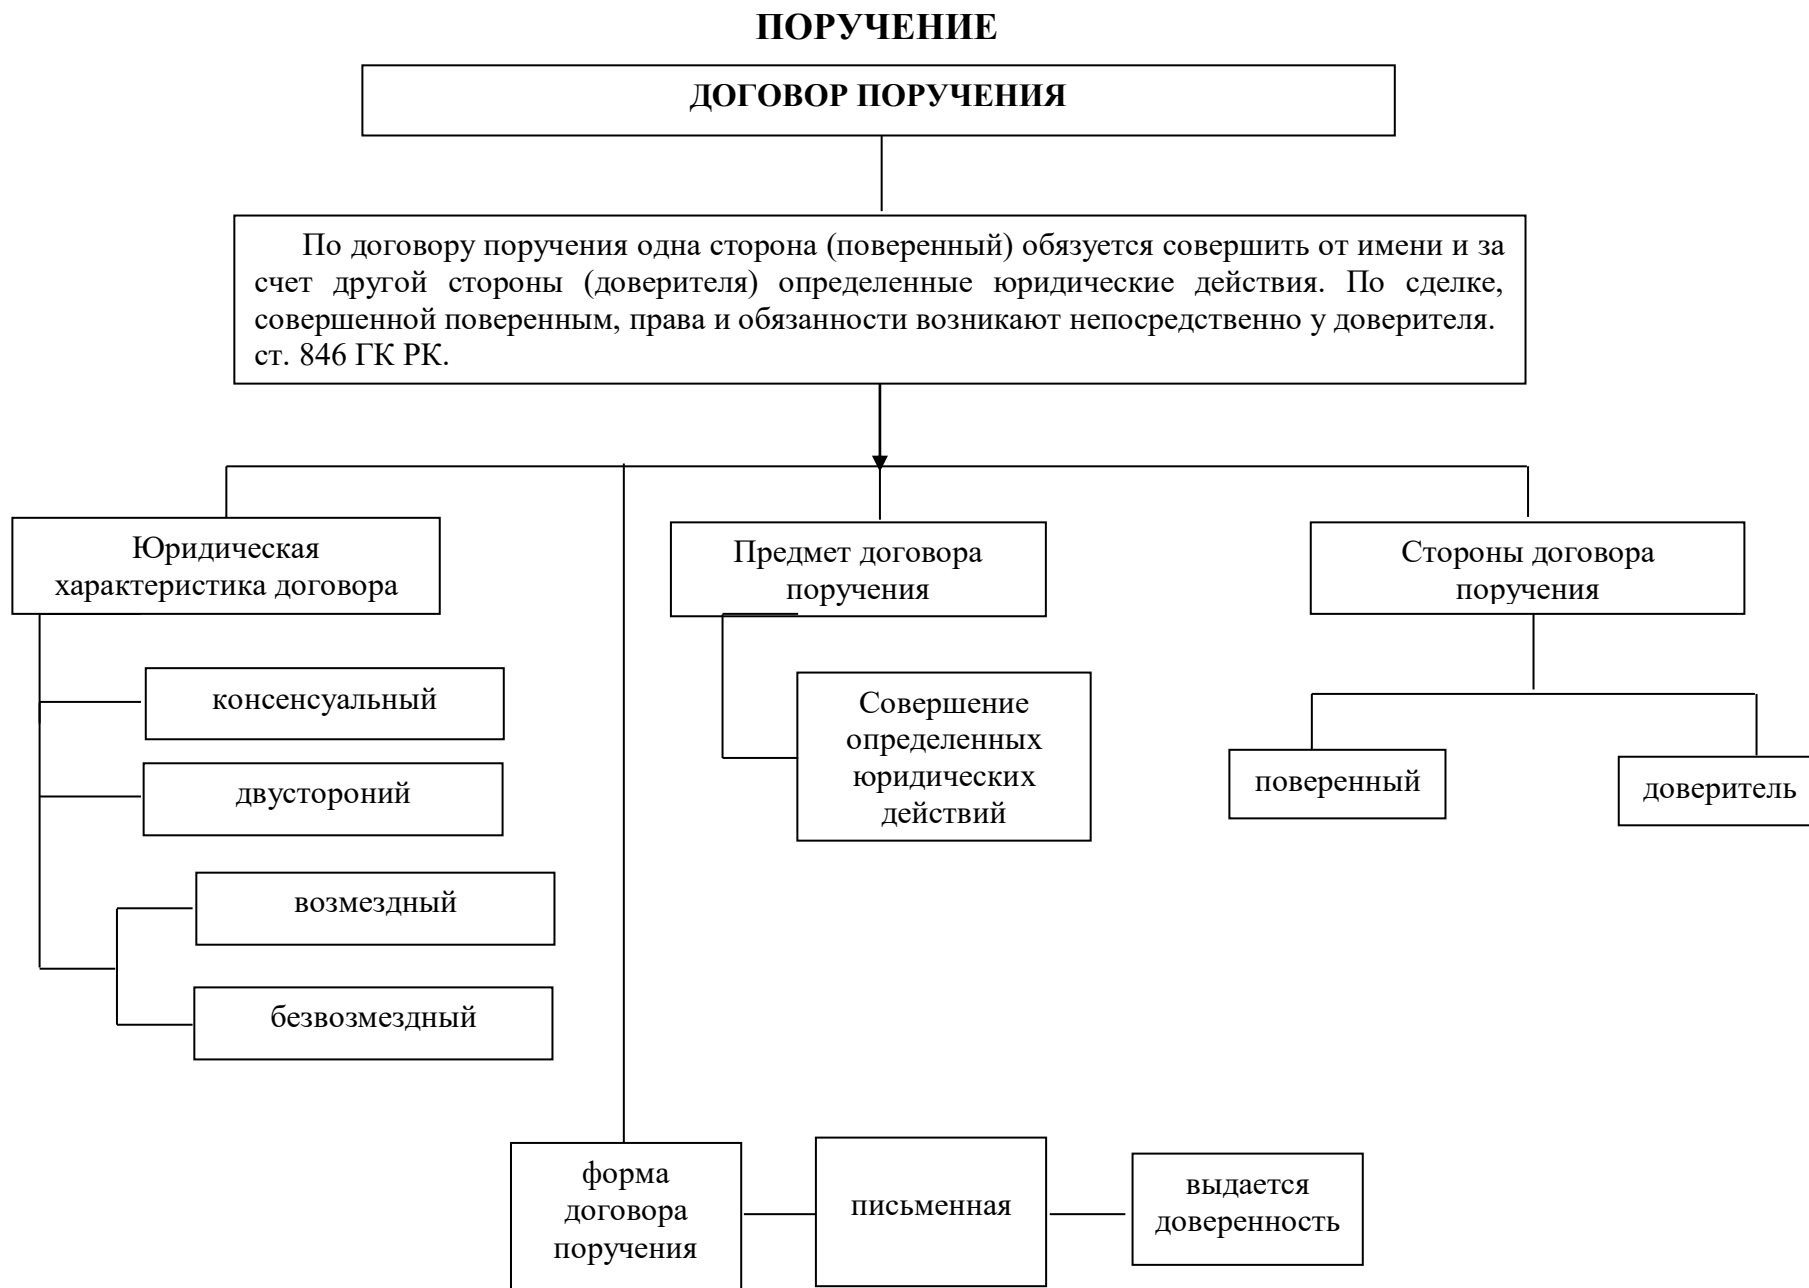 ПОРУЧЕНИЕ
ДОГОВОР ПОРУЧЕНИЯ
По договору поручения одна сторона (поверенный) обязуется совершить от имени и за
счет другой стороны (доверителя) определенные юридические действия. По сделке,
совершенной поверенным, права и обязанности возникают непосредственно у доверителя.
ст. 846 ГК РК.
Юридическая
характеристика договора
консенсуальный
двустороний
возмездный
безвозмездный
Предмет договора
поручения
Совершение
определенных
юридических
действий
Стороны договора
поручения
поверенный
доверитель
форма
договора
поручения
письменная
выдается
доверенность